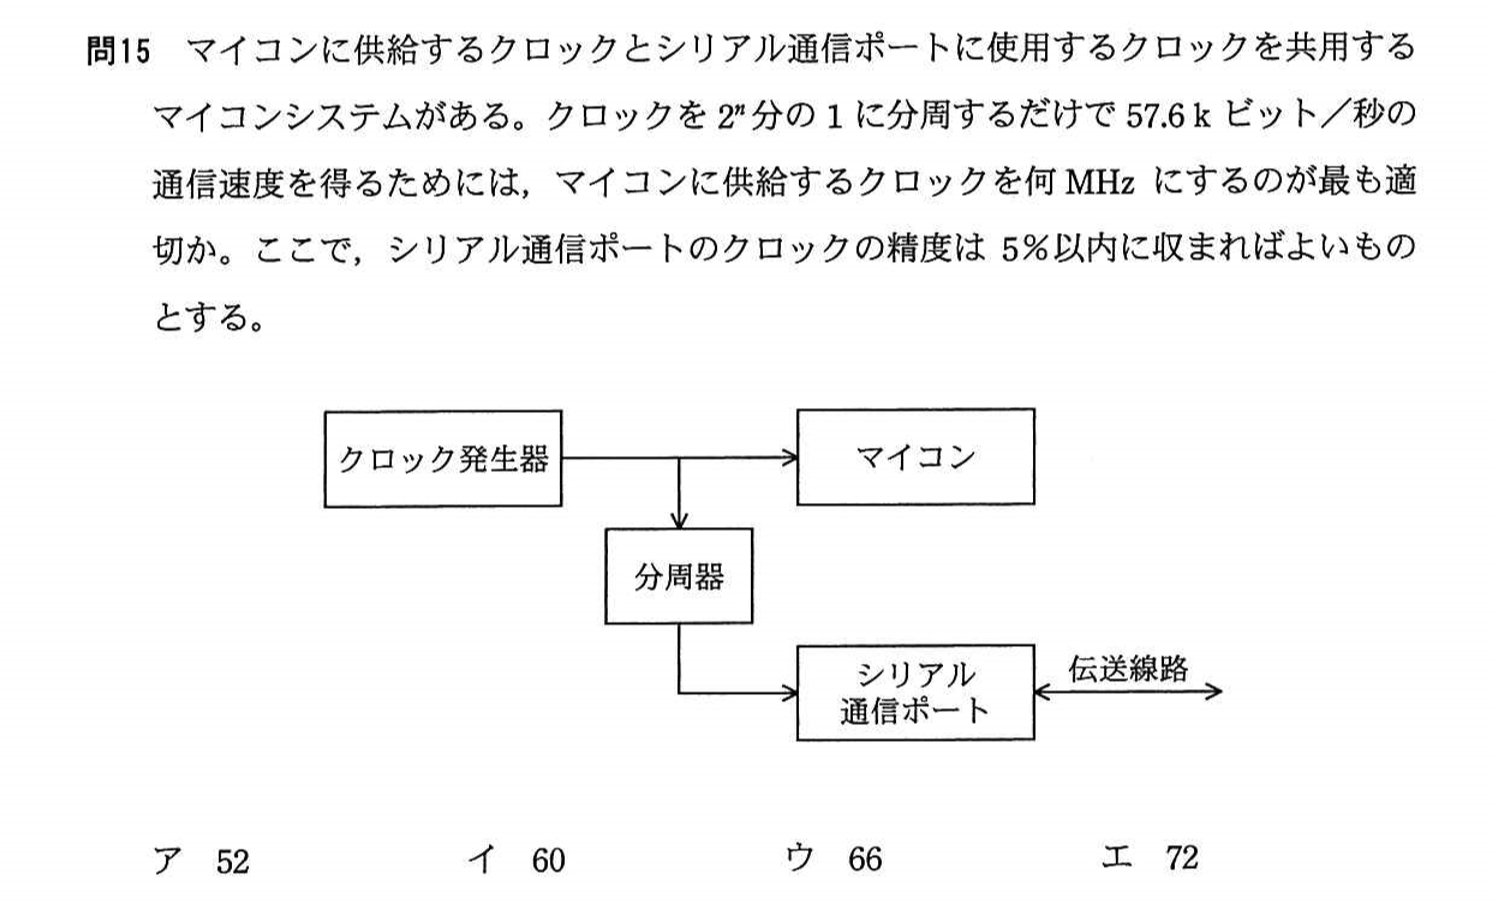 問15 マイコンに供給するクロックとシリアル通信ポートに使用するクロックを共用する
マイコンシステムがある。クロックを 2ⁿ分の 1 に分周するだけで 57.6 k ビット／秒の
通信速度を得るためには，マイコンに供給するクロックを何 MHz にするのが最も適
切か。ここで，シリアル通信ポートのクロックの精度は 5％以内に収まればよいもの
とする。
クロック発生器
マイコン
分周器
シリアル
通信ポート
伝送線路
ア 52 イ 60 ウ 66 エ 72